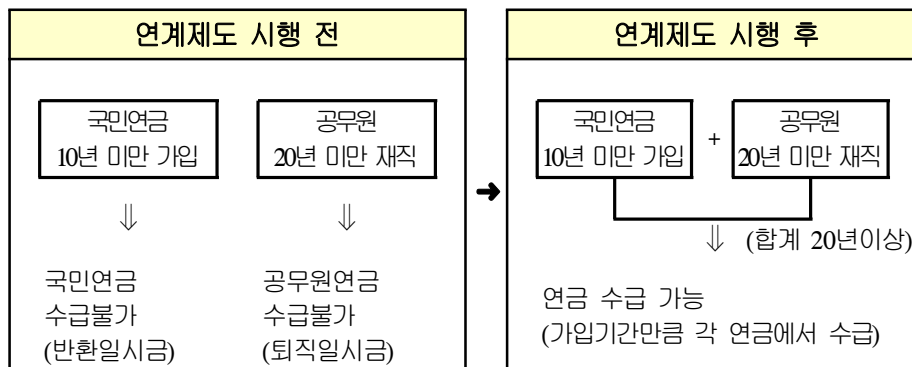 연계제도 시행 전
국민연금
10년 미만 가입
공무원
20년 미만 재직
⇓
⇓
국민연금
수급불가
(반환일시금)
공무원연금
수급불가
(퇴직일시금)
➔
연계제도 시행 후
국민연금
10년 미만 가입
+
공무원
20년 미만 재직
⇓ (합계 20년이상)
연금 수급 가능
(가입기간만큼 각 연금에서 수급)